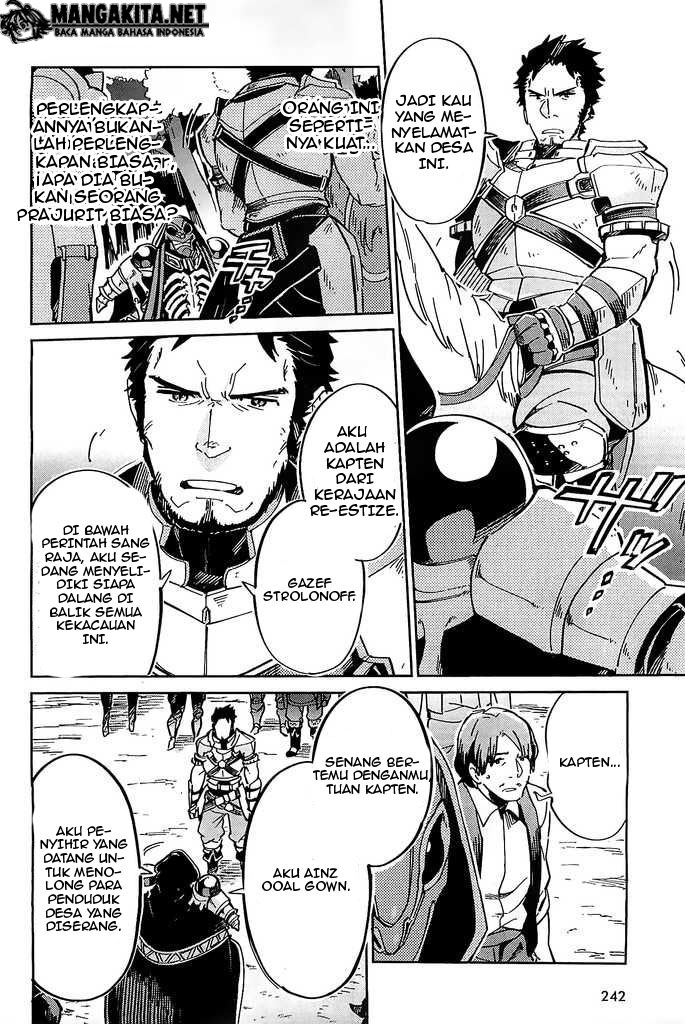 MANGAKITA.NET
BACA MANGA BAHASA INDONESIA
JADI KAU
YANG ME-
NYELAMAT-
KAN DESA
INI.
ORANG INI
SEPERTI-
NYA KUAT...
PERLENGKAP-
ANNYA BUKAN-
LAH PERLENG-
KAPAN BIASA,
APA DIA BU-
KAN SEORANG
PRAJURIT BIASA?
AKU
ADALAH
KAPTEN
DARI
KERAJAAN
RE-ESTIZE.
GAZEF
STROLONOFF.
DI BAWAH
PERINTAH SANG
RAJA, AKU SE-
DANG MENYELI-
DIKI SIAPA
DALANG DI
BALIK SEMUA
KEKACAUAN
INI.
KAPTEN...
SENANG BER-
TEMU DENGANMU,
TUAN KAPTEN.
AKU AINZ
OOAL GOWN.
AKU PE-
NYIHIR YANG
DATANG UN-
TUK MENO-
LONG PARA
PENDUDUK
DESA YANG
DISERANG.
242